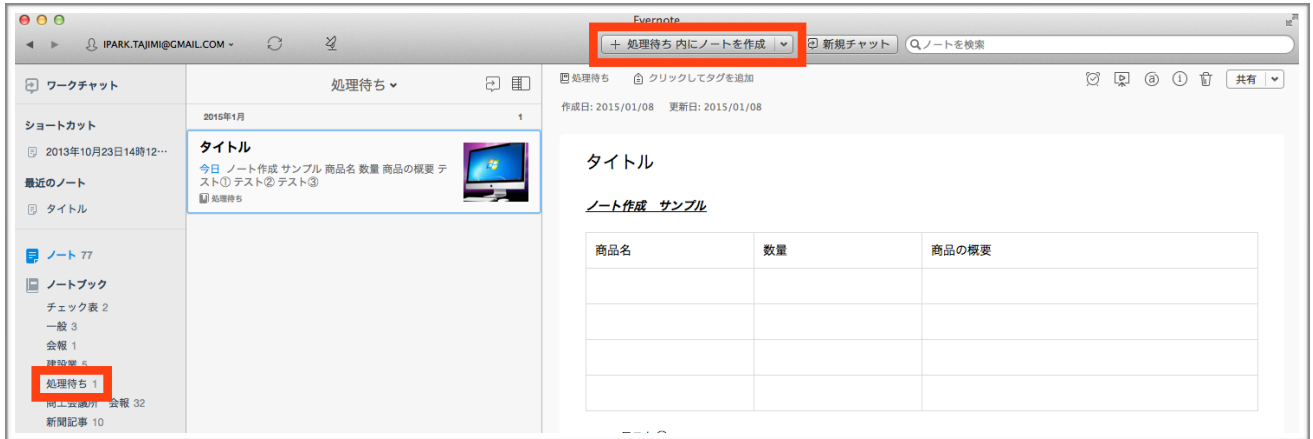 Evernote
IPARK.TAJIMI@GMAIL.COM
+ 処理待ち 内にノートを作成
新規チャット
ノートを検索
ワークチャット
ショートカット
2013年10月23日14時12…
最近のノート
タイトル
ノート 77
ノートブック
チェック表 2
一般 3
会報 1
建設業 5
処理待ち 1
商工会議所 会報 32
新聞記事 10
処理待ち
2015年1月 1
タイトル
今日 ノート作成 サンプル 商品名 数量 商品の概要 テ
スト① テスト② テスト③
処理待ち
処理待ち クリックしてタグを追加
共有
作成日: 2015/01/08 更新日: 2015/01/08
タイトル
ノート作成 サンプル
商品名 数量 商品の概要